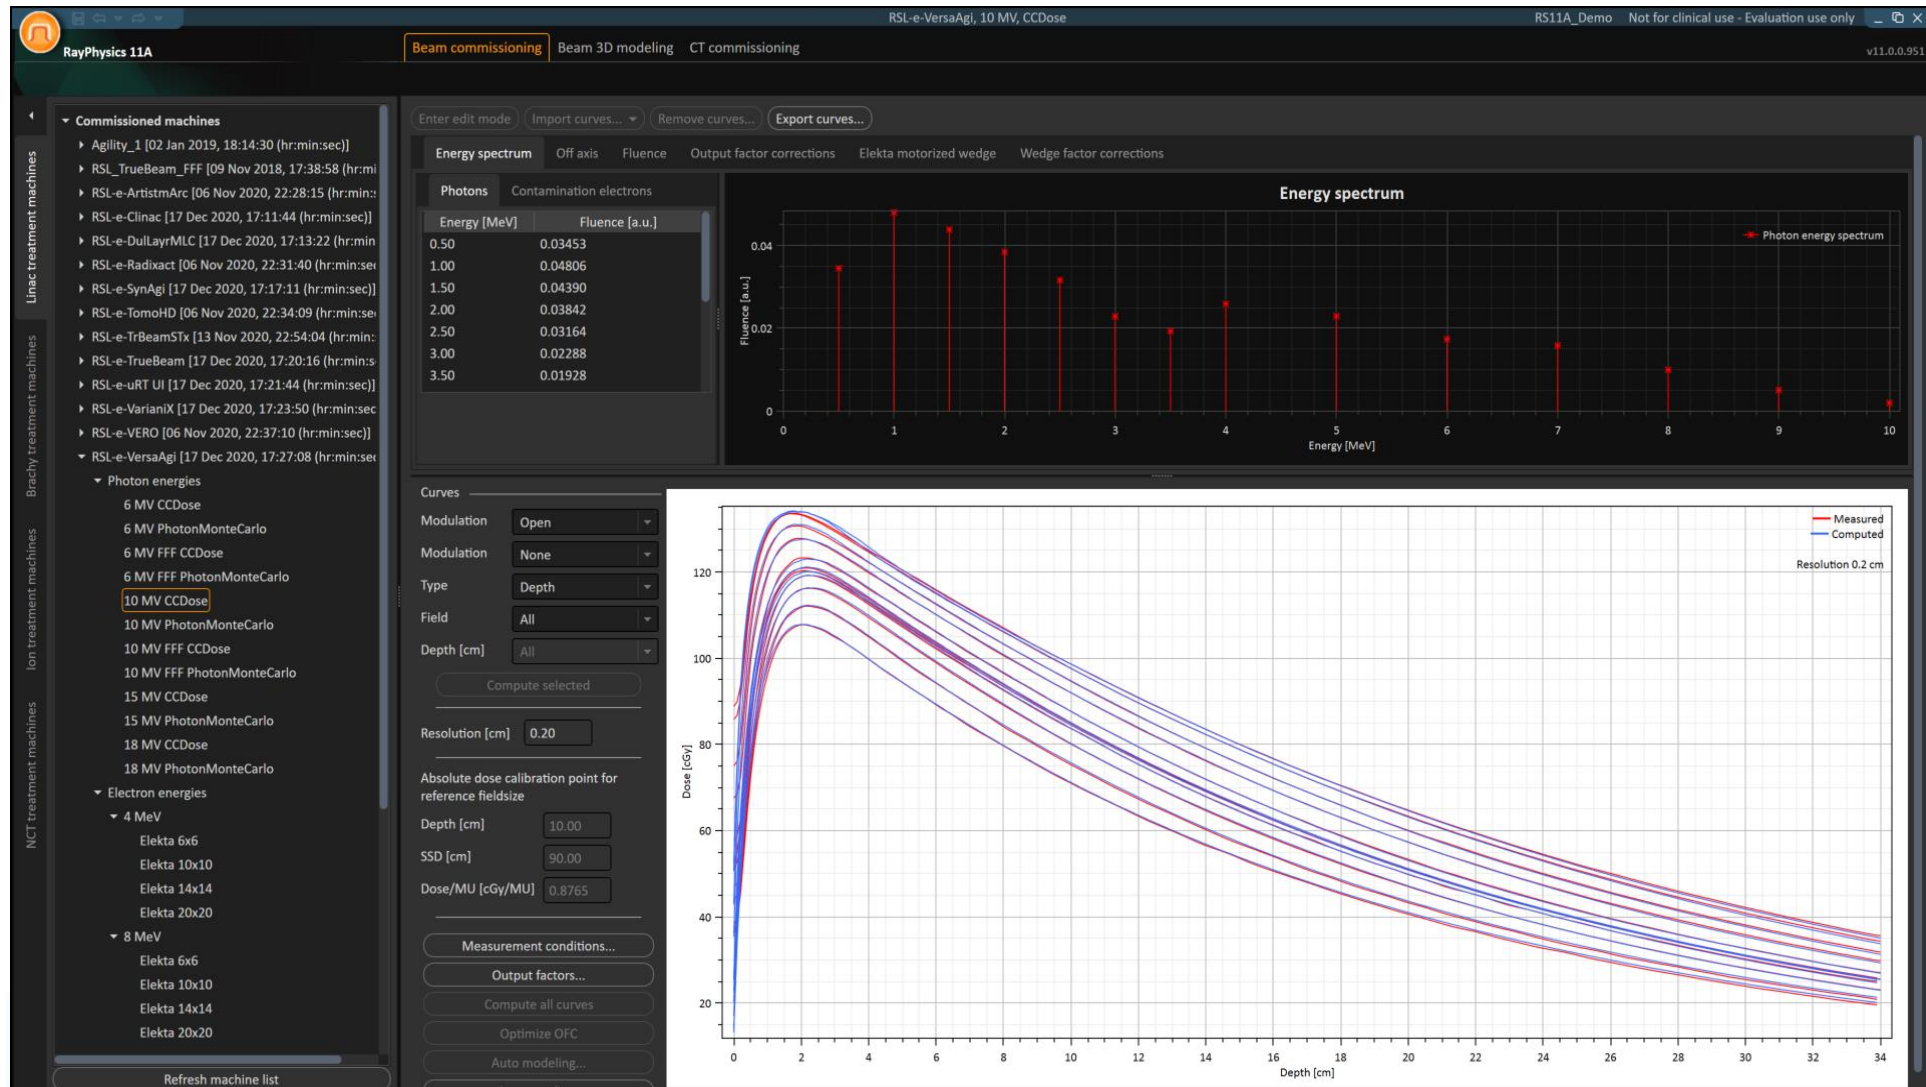 RSL-e-VersaAgi, 10 MV, CCDose
RS11A_Demo Not for clinical use - Evaluation use only
RayPhysics 11A
Beam commissioning Beam 3D modeling CT commissioning
v11.0.0.951
Linac treatment machines
Brachy treatment machines
Ion treatment machines
NCT treatment machines
Commissioned machines
Agility_1 [02 Jan 2019, 18:14:30 (hr:min:sec)]
RSL_TrueBeam_FFF [09 Nov 2018, 17:38:58 (hr:mi
RSL-e-ArtistmArc [06 Nov 2020, 22:28:15 (hr:min:s
RSL-e-Clinac [17 Dec 2020, 17:11:44 (hr:min:sec)]
RSL-e-DulLayrMLC [17 Dec 2020, 17:13:22 (hr:min
RSL-e-Radixact [06 Nov 2020, 22:31:40 (hr:min:sec
RSL-e-SynAgi [17 Dec 2020, 17:17:11 (hr:min:sec)]
RSL-e-TomoHD [06 Nov 2020, 22:34:09 (hr:min:se
RSL-e-TrBeamSTx [13 Nov 2020, 22:54:04 (hr:min:
RSL-e-TrueBeam [17 Dec 2020, 17:20:16 (hr:min:s
RSL-e-uRT UI [17 Dec 2020, 17:21:44 (hr:min:sec)]
RSL-e-VarianiX [17 Dec 2020, 17:23:50 (hr:min:sec
RSL-e-VERO [06 Nov 2020, 22:37:10 (hr:min:sec)]
RSL-e-VersaAgi [17 Dec 2020, 17:27:08 (hr:min:sec
Photon energies
6 MV CCDose
6 MV PhotonMonteCarlo
6 MV FFF CCDose
6 MV FFF PhotonMonteCarlo
10 MV CCDose
10 MV PhotonMonteCarlo
10 MV FFF CCDose
10 MV FFF PhotonMonteCarlo
15 MV CCDose
15 MV PhotonMonteCarlo
18 MV CCDose
18 MV PhotonMonteCarlo
Electron energies
4 MeV
Elekta 6x6
Elekta 10x10
Elekta 14x14
Elekta 20x20
8 MeV
Elekta 6x6
Elekta 10x10
Elekta 14x14
Elekta 20x20
Refresh machine list
Enter edit mode Import curves... Remove curves... Export curves...
Energy spectrum Off axis Fluence Output factor corrections Elekta motorized wedge Wedge factor corrections
Photons Contamination electrons
Energy [MeV] Fluence [a.u.]
0.50 0.03453
1.00 0.04806
1.50 0.04390
2.00 0.03842
2.50 0.03164
3.00 0.02288
3.50 0.01928
Energy spectrum
Photon energy spectrum
Fluence [a.u.]
0.04
0.02
0
0 1 2 3 4 5 6 7 8 9 10
Energy [MeV]
Curves
Modulation Open
Modulation None
Type Depth
Field All
Depth [cm] All
Compute selected
Resolution [cm] 0.20
Absolute dose calibration point for
reference fieldsize
Depth [cm] 10.00
SSD [cm] 90.00
Dose/MU [cGy/MU] 0.8765
Measurement conditions...
Output factors...
Compute all curves
Optimize OFC
Auto modeling...
Measured
Computed
Resolution 0.2 cm
Dose [cGy]
120
100
80
60
40
20
0 2 4 6 8 10 12 14 16 18 20 22 24 26 28 30 32 34
Depth [cm]